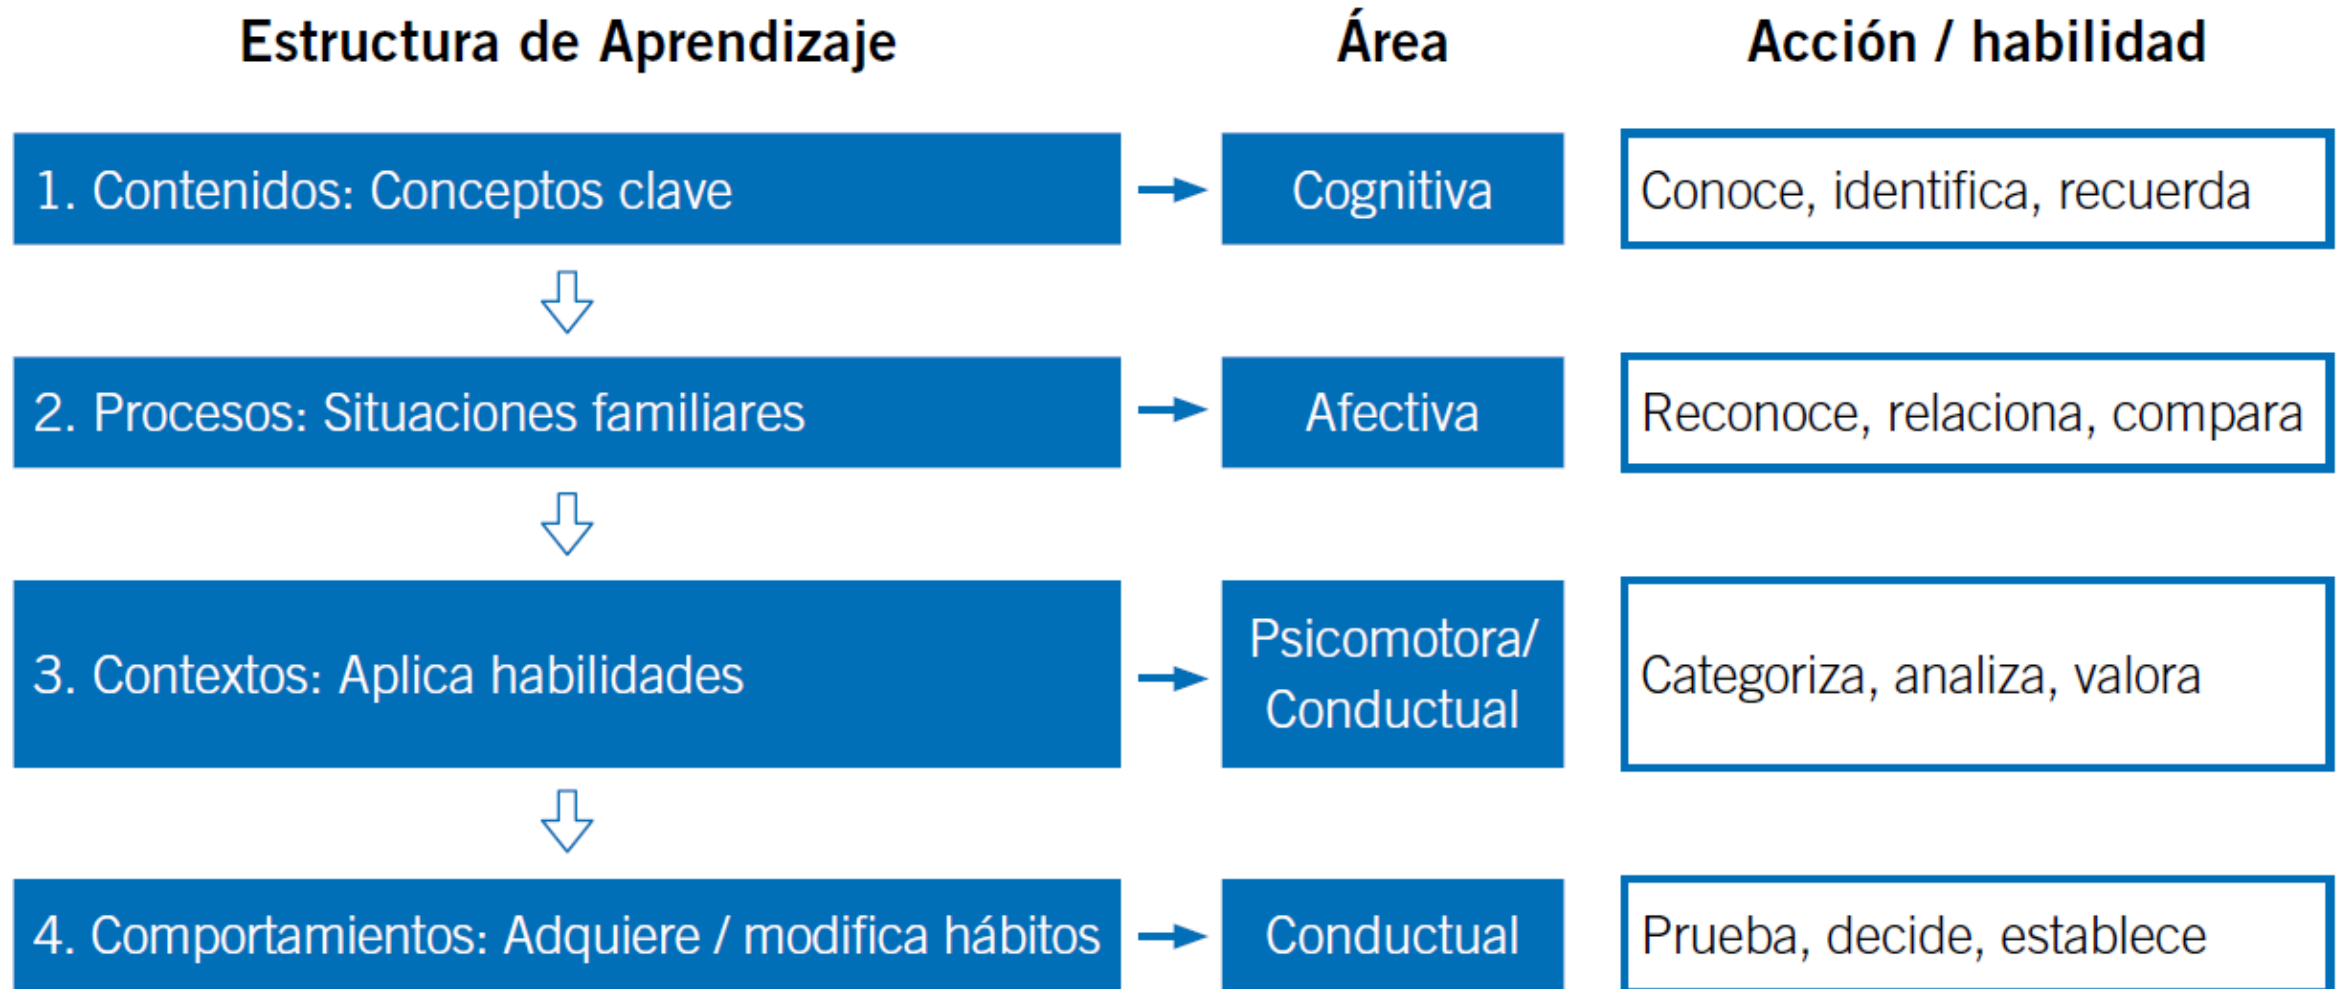 Estructura de Aprendizaje
Área
Acción / habilidad
1. Contenidos: Conceptos clave
Cognitiva
Conoce, identifica, recuerda
2. Procesos: Situaciones familiares
Afectiva
Reconoce, relaciona, compara
3. Contextos: Aplica habilidades
Psicomotora/
Conductual
Categoriza, analiza, valora
4. Comportamientos: Adquiere / modifica hábitos
Conductual
Prueba, decide, establece